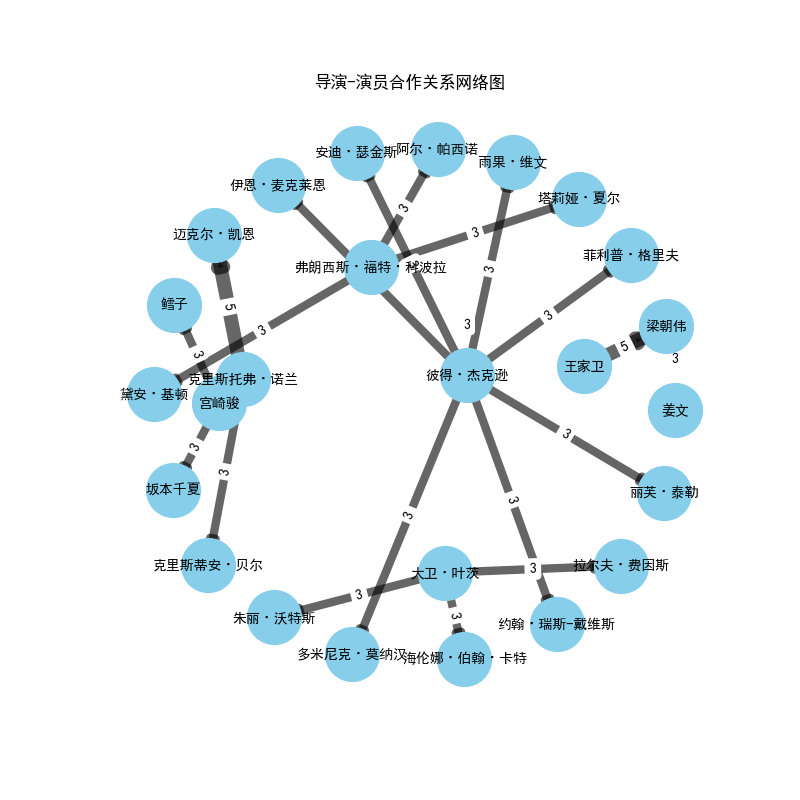 导演-演员合作关系网络图
安迪·瑟金斯
阿尔·帕西诺
雨果·维文
伊恩·麦克莱恩
塔莉娅·夏尔
3
迈克尔·凯恩
3
菲利普·格里夫
弗朗西斯·福特·科波拉
3
3
鳕子
5
3
3
3
梁朝伟
5
3
3
王家卫
彼得·杰克逊
克里斯托弗·诺兰
黛安·基顿
宫崎骏
姜文
3
3
3
坂本千夏
丽芙·泰勒
3
3
克里斯蒂安·贝尔
大卫·叶茨
3
拉尔夫·费因斯
3
朱丽·沃特斯
3
约翰·瑞斯-戴维斯
多米尼克·莫纳汉
海伦娜·伯翰·卡特